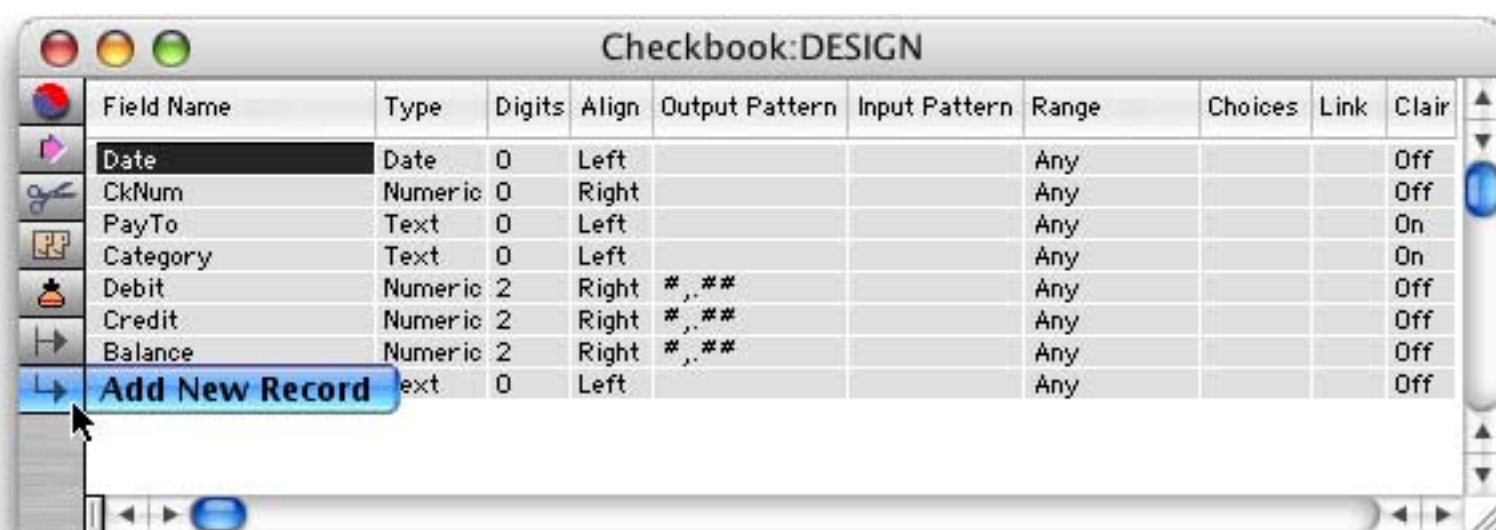 Checkbook:DESIGN
Field Name Type Digits Align Output Pattern Input Pattern Range Choices Link Clair
Date Date 0 Left Any Off
CkNum Numeric 0 Right Any Off
PayTo Text 0 Left Any On
Category Text 0 Left Any On
Debit Numeric 2 Right #,.## Any Off
Credit Numeric 2 Right #,.## Any Off
Balance Numeric 2 Right #,.## Any Off
Add New Record ext 0 Left Any Off